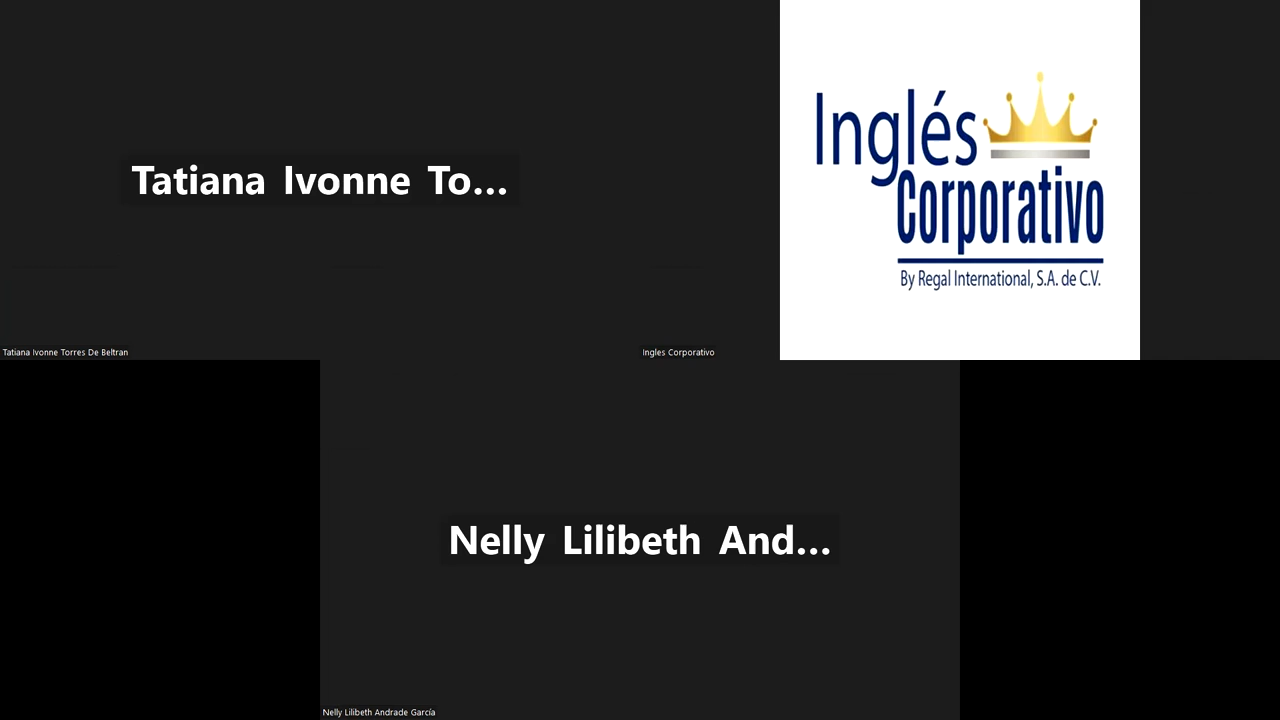 Tatiana Ivonne To...
Inglés
Corporativo
By Regal International, S.A. de C.V.
Tatiana Ivonne Torres De Beltran
Ingles Corporativo
Nelly Lilibeth And...
Nelly Lilibeth Andrade García